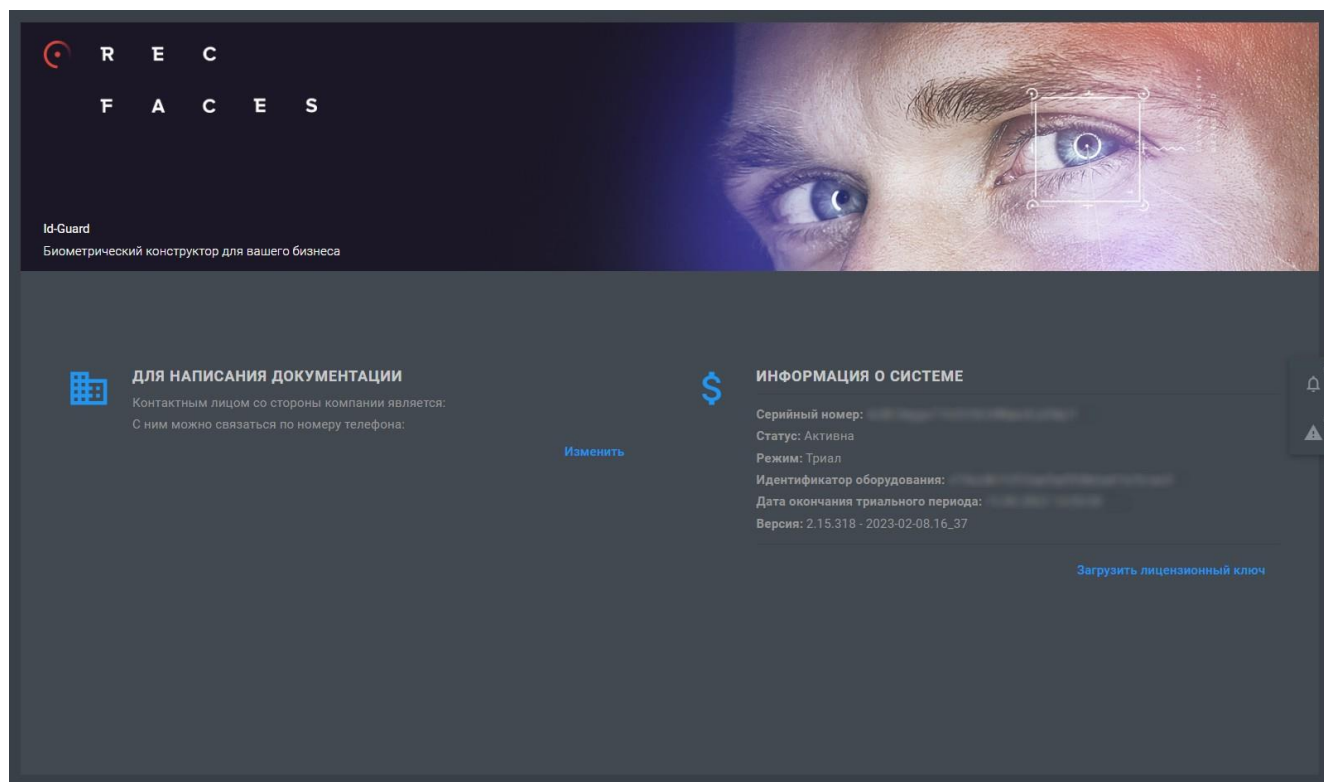 REC
FACES
Id-Guard
Биометрический конструктор для вашего бизнеса
ДЛЯ НАПИСАНИЯ ДОКУМЕНТАЦИИ
Контактным лицом со стороны компании является:
С ним можно связаться по номеру телефона:
Изменить
ИНФОРМАЦИЯ О СИСТЕМЕ
Серийный номер:
Статус: Активна
Режим: Триал
Идентификатор оборудования:
Дата окончания триального периода:
Версия: 2.15.318 - 2023-02-08.16_37
Загрузить лицензионный ключ